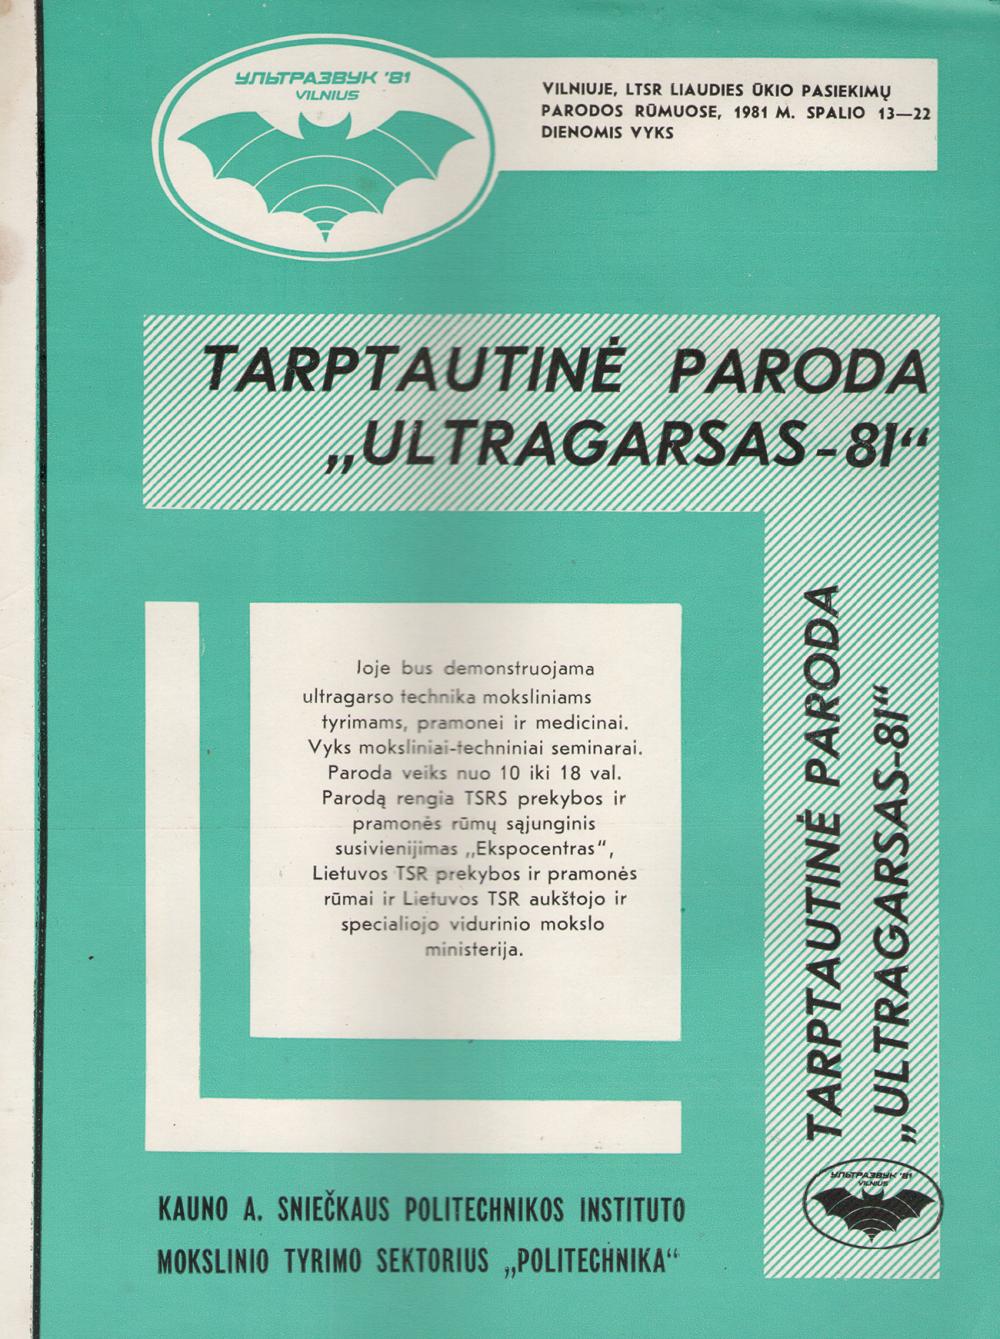 УЛЬТРАЗВУК '81
VILNIUS
VILNIUJE, LTSR LIAUDIES ŪKIO PASIEKIMŲ
PARODOS RŪMUOSE, 1981 M. SPALIO 13—22
DIENOMIS VYKS
TARPTAUTINĖ PARODA
„ULTRAGARSAS-81“
Joje bus demonstruojama
ultragarso technika moksliniams
tyrimams, pramonei ir medicinai.
Vyks moksliniai-techniniai seminarai.
Paroda veiks nuo 10 iki 18 val.
Parodą rengia TSRS prekybos ir
pramonės rūmų sąjunginis
susivienijimas „Ekspocentras“,
Lietuvos TSR prekybos ir pramonės
rūmai ir Lietuvos TSR aukštojo ir
specialiojo vidurinio mokslo
ministerija.
TARPTAUTINĖ PARODA
„ULTRAGARSAS-81“
УЛЬТРАЗВУК '81
VILNIUS
KAUNO A. SNIEČKAUS POLITECHNIKOS INSTITUTO
MOKSLINIO TYRIMO SEKTORIUS „POLITECHNIKA“